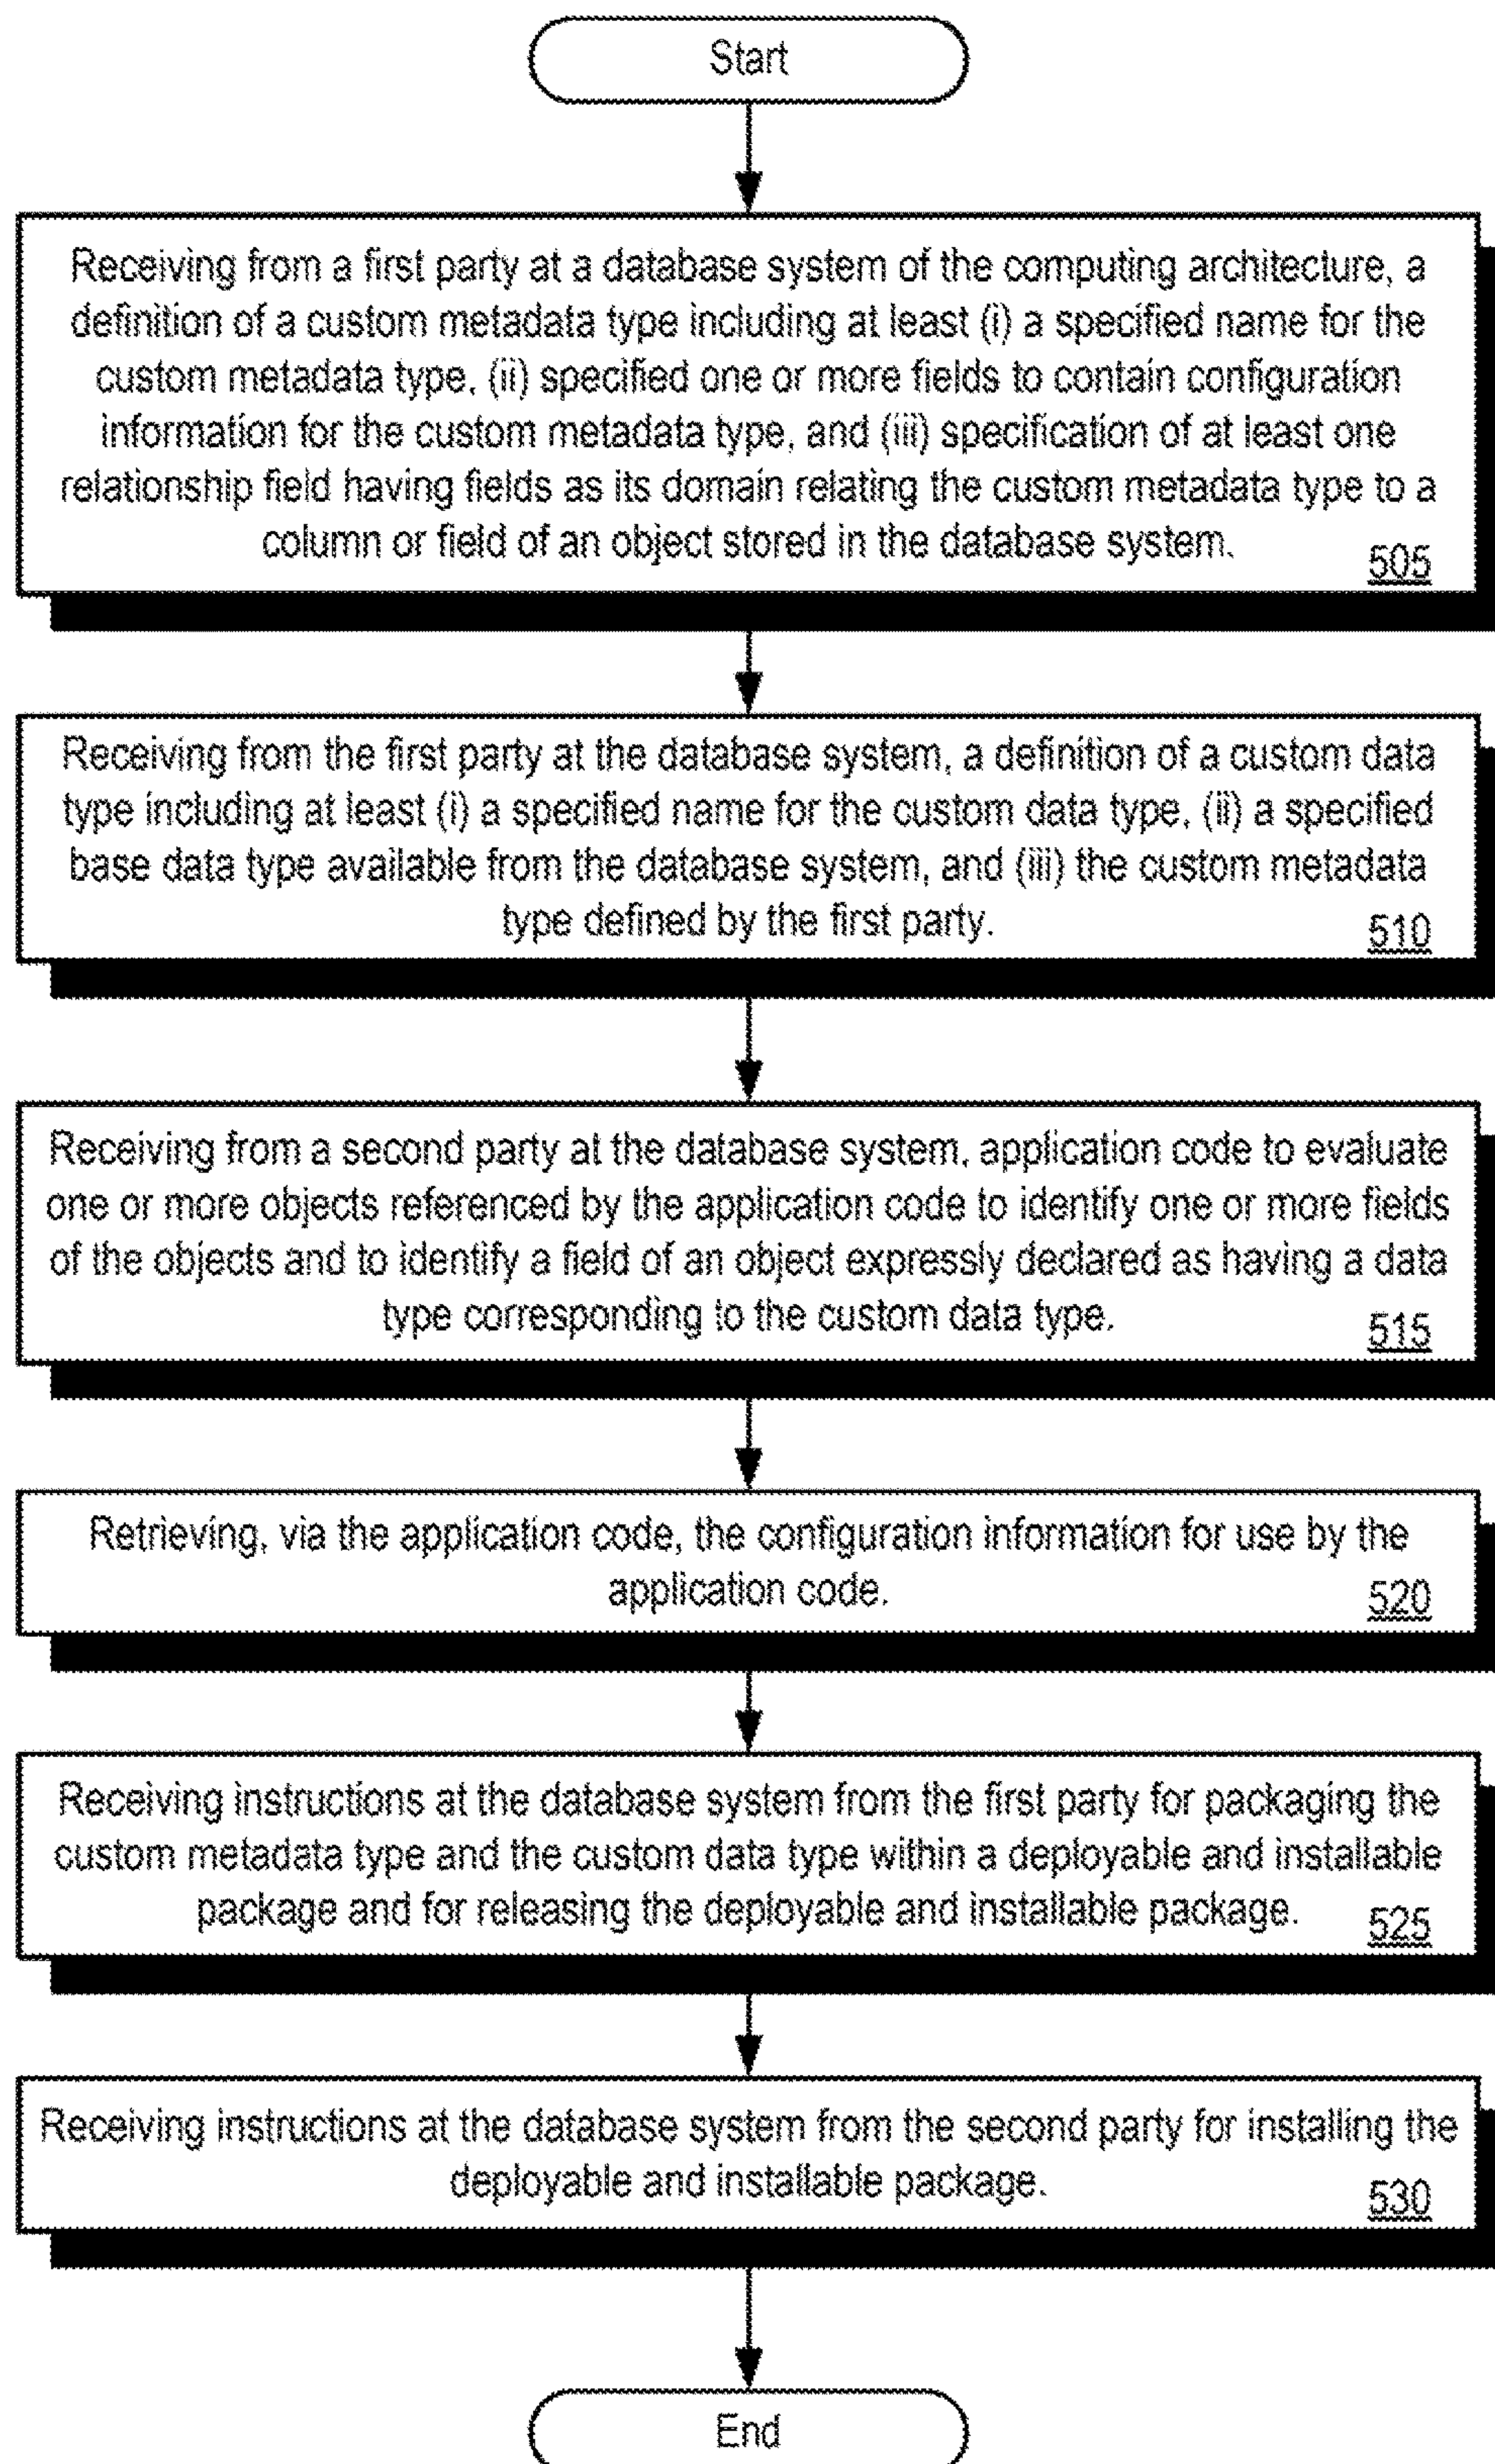 Start
Receiving from a first party at a database system of the computing architecture, a
definition of a custom metadata type including at least (i) a specified name for the
custom metadata type, (ii) specified one or more fields to contain configuration
information for the custom metadata type, and (iii) specification of at least one
relationship field having fields as its domain relating the custom metadata type to a
column or field of an object stored in the database system.
505
Receiving from the first party at the database system, a definition of a custom data
type including at least (i) a specified name for the custom data type, (ii) a specified
base data type available from the database system, and (iii) the custom metadata
type defined by the first party.
510
Receiving from a second party at the database system, application code to evaluate
one or more objects referenced by the application code to identify one or more fields
of the objects and to identify a field of an object expressly declared as having a data
type corresponding to the custom data type.
515
Retrieving, via the application code, the configuration information for use by the
application code.
520
Receiving instructions at the database system from the first party for packaging the
custom metadata type and the custom data type within a deployable and installable
package and for releasing the deployable and installable package.
525
Receiving instructions at the database system from the second party for installing the
deployable and installable package.
530
End